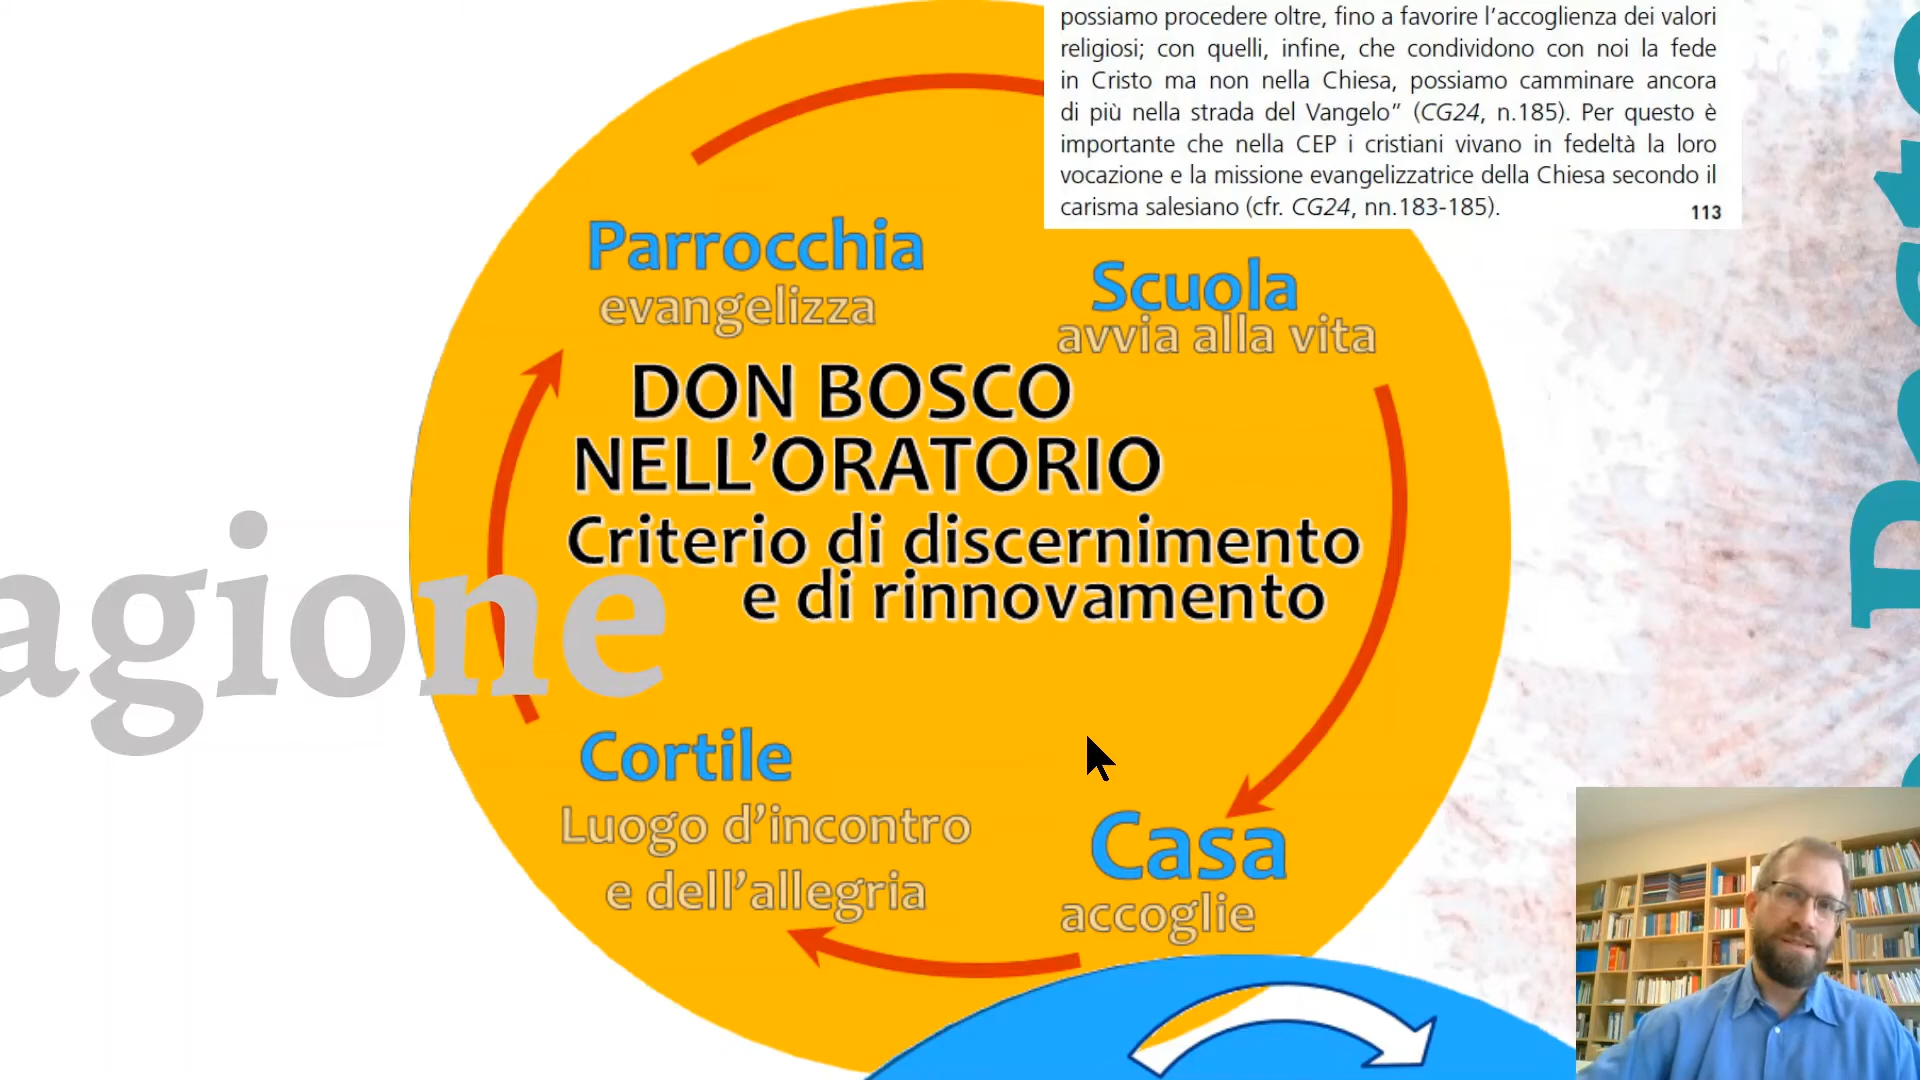 possiamo procedere oltre, fino a favorire l’accoglienza dei valori
religiosi; con quelli, infine, che condividono con noi la fede
in Cristo ma non nella Chiesa, possiamo camminare ancora
di più nella strada del Vangelo” (CG24, n.185). Per questo è
importante che nella CEP i cristiani vivano in fedeltà la loro
vocazione e la missione evangelizzatrice della Chiesa secondo il
carisma salesiano (cfr. CG24, nn.183-185).
113
Parrocchia
evangelizza
Scuola
avvia alla vita
DON BOSCO
NELL’ORATORIO
Criterio di discernimento
e di rinnovamento
agione
Cortile
Luogo d’incontro
e dell’allegria
Casa
accoglie